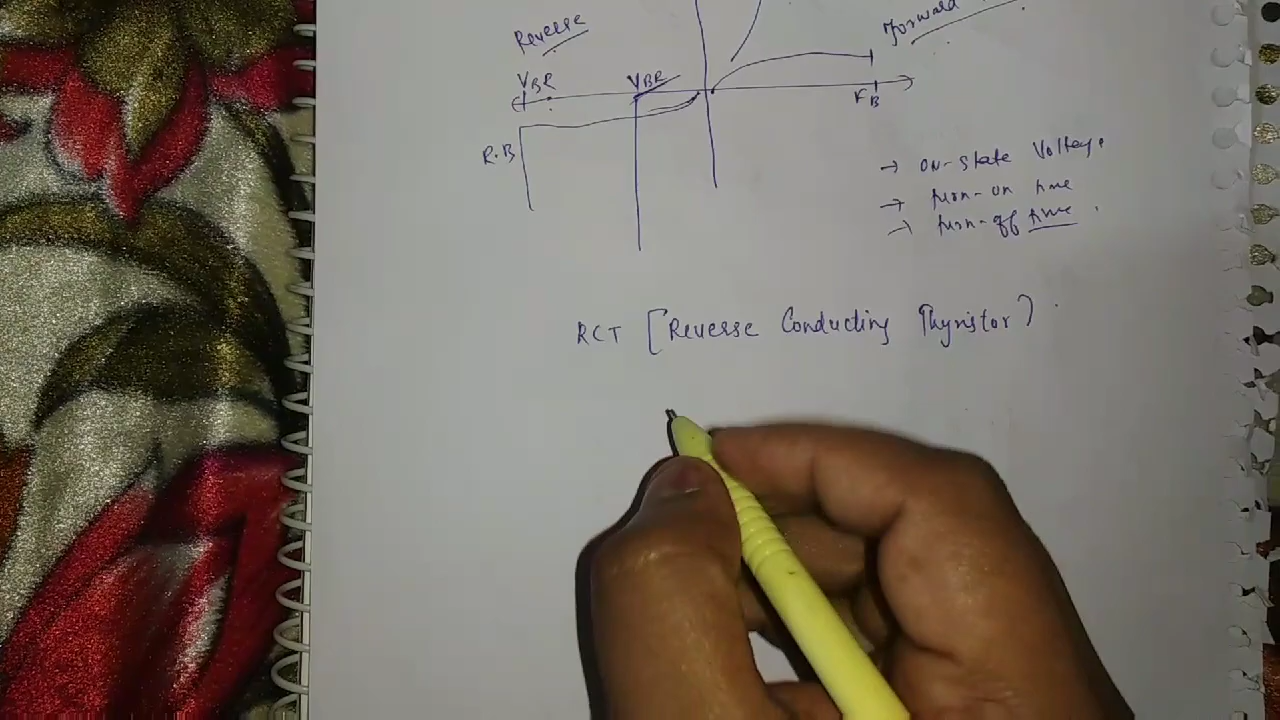 Reverse
Forward
VBR
VBR
FB
R.B
→ ON-State Voltage
→ turn-on time
→ turn-off time.
RCT [Reverse Conducting Thyristor)